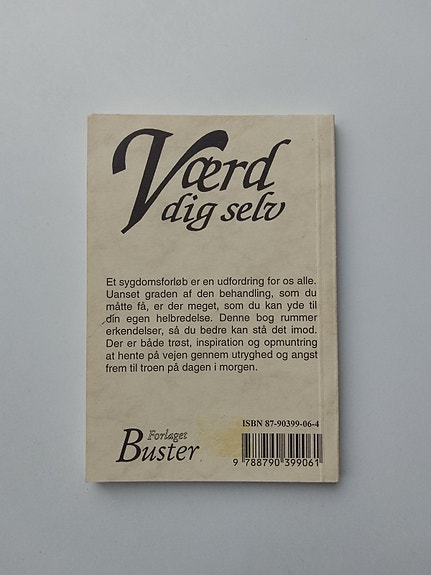 Værd
dig selv
Et sygdomsforløb er en udfordring for os alle.
Uanset graden af den behandling, som du
måtte få, er der meget, som du kan yde til
din egen helbredelse. Denne bog rummer
erkendelser, så du bedre kan stå det imod.
Der er både trøst, inspiration og opmuntring
at hente på vejen gennem utryghed og angst
frem til troen på dagen i morgen.
ISBN 87-90399-06-4
Forlaget
Buster
9 788790 399061